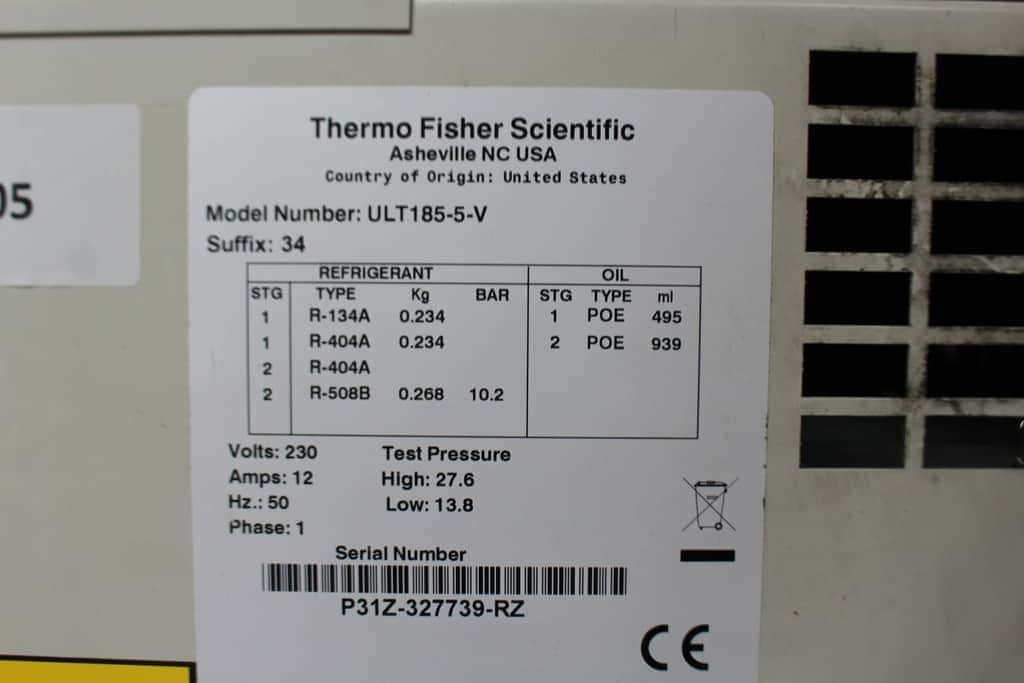 Thermo Fisher Scientific
Asheville NC USA
Country of Origin: United States
Model Number: ULT185-5-V
Suffix: 34
REFRIGERANT OIL
STG TYPE Kg BAR STG TYPE ml
1 R-134A 0.234 1 POE 495
1 R-404A 0.234 2 POE 939
2 R-404A
2 R-508B 0.268 10.2
Volts: 230 Test Pressure
Amps: 12 High: 27.6
Hz.: 50 Low: 13.8
Phase: 1
Serial Number
P31Z-327739-RZ
CE
05